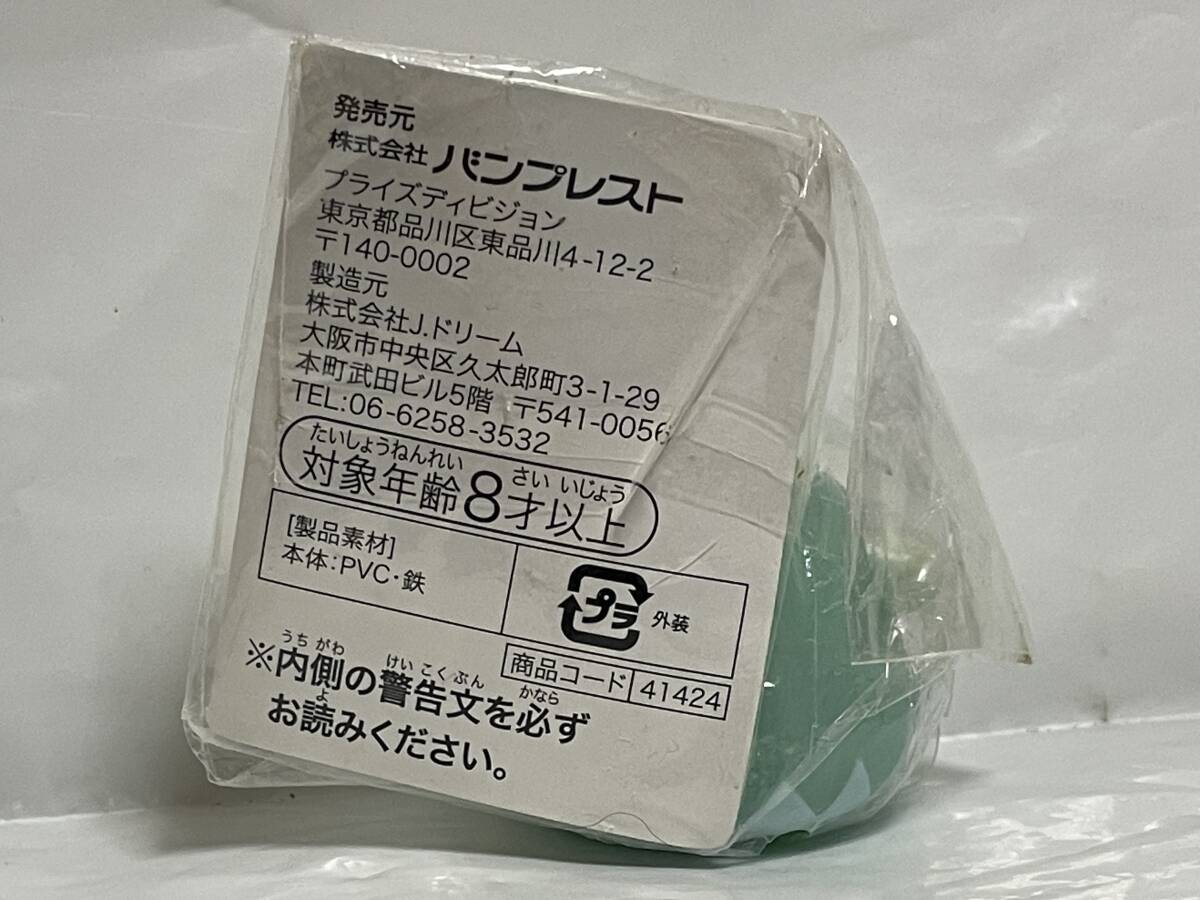 発売元
株式会社 バンプレスト
プライズディビジョン
東京都品川区東品川4-12-2
〒140-0002
製造元
株式会社J.ドリーム
大阪市中央区久太郎町3-1-29
本町武田ビル5階 〒541-0056
TEL:06-6258-3532
たいしょうねんれい さい いじょう
対象年齢8才以上
[製品素材]
本体:PVC・鉄
プラ 外装
商品コード 41424
うち がわ けい こく ぶん かなら
※内側の警告文を必ず
よ
お読みください。